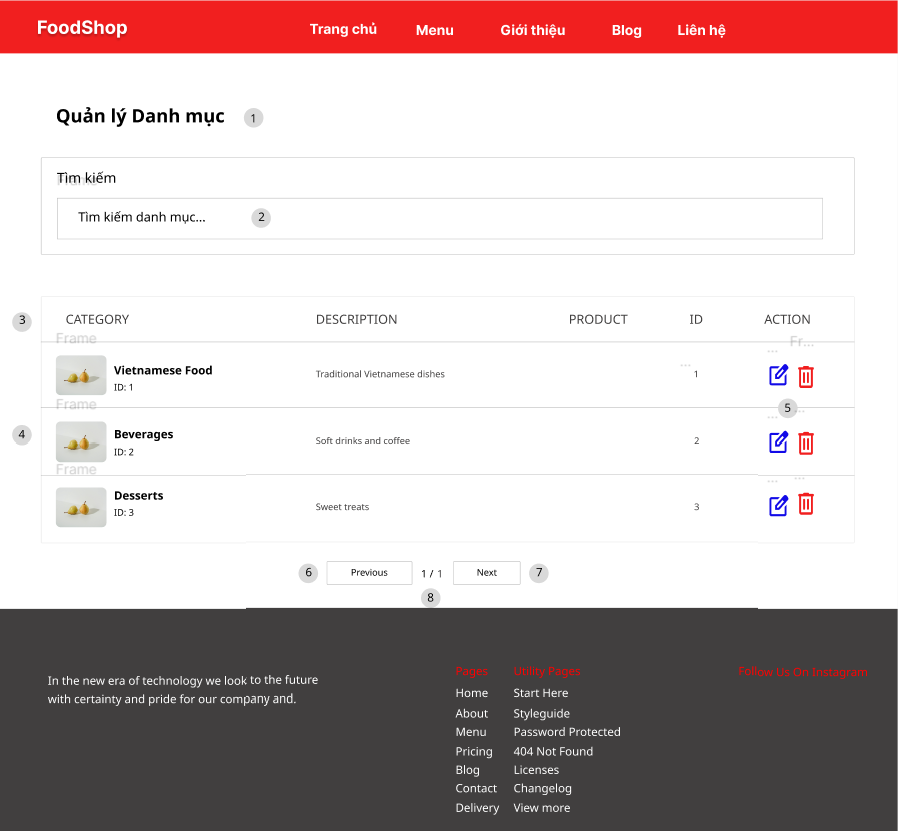 FoodShop Trang chủ Menu Giới thiệu Blog Liên hệ
Quản lý Danh mục 1
Frame
Tìm kiếm
Tìm kiếm danh mục... 2
3 CATEGORY DESCRIPTION PRODUCT ID ACTION
Frame Fr...
...
Vietnamese Food Traditional Vietnamese dishes ... 1
ID: 1
Frame 5 ...
...
4 Beverages Soft drinks and coffee 2
ID: 2
Frame ... ...
Desserts
ID: 3 Sweet treats 3
6 Previous 1 / 1 Next 7
8
In the new era of technology we look to the future
with certainty and pride for our company and.
Pages Utility Pages Follow Us On Instagram
Home Start Here
About Styleguide
Menu Password Protected
Pricing 404 Not Found
Blog Licenses
Contact Changelog
Delivery View more